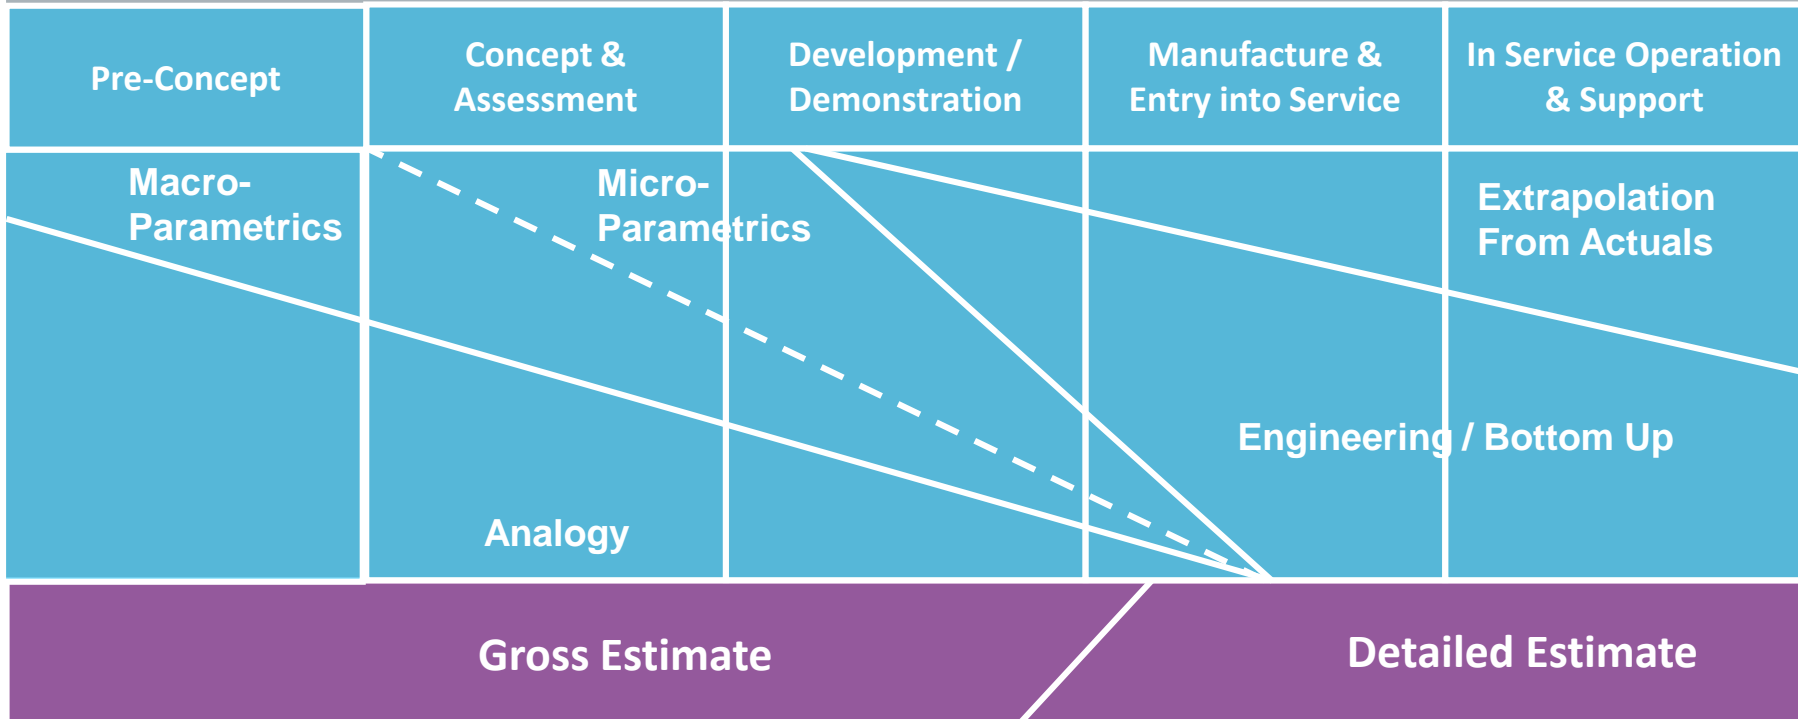 Pre-Concept
Concept &
Assessment
Development /
Demonstration
Manufacture &
Entry into Service
In Service Operation
& Support
Macro-
Parametrics
Micro-
Parametrics
Extrapolation
From Actuals
Engineering / Bottom Up
Analogy
Gross Estimate
Detailed Estimate